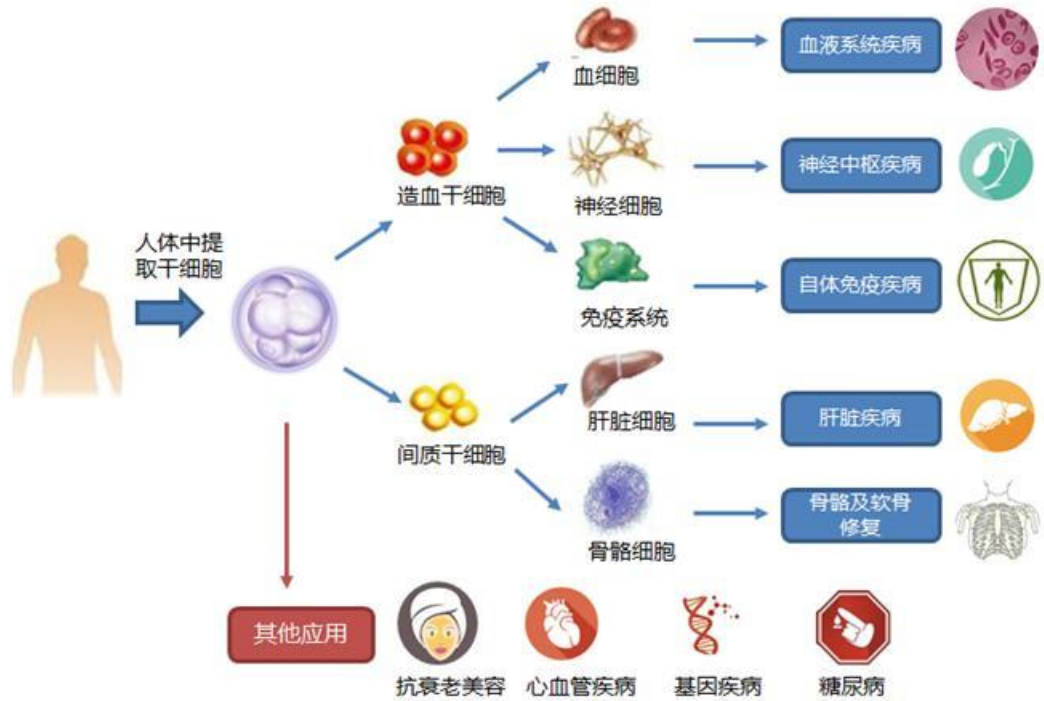 血细胞
血液系统疾病
造血干细胞
神经细胞
神经中枢疾病
人体中提
取干细胞
免疫系统
自体免疫疾病
间质干细胞
肝脏细胞
肝脏疾病
骨骼细胞
骨骼及软骨
修复
其他应用
抗衰老美容
心血管疾病
基因疾病
糖尿病